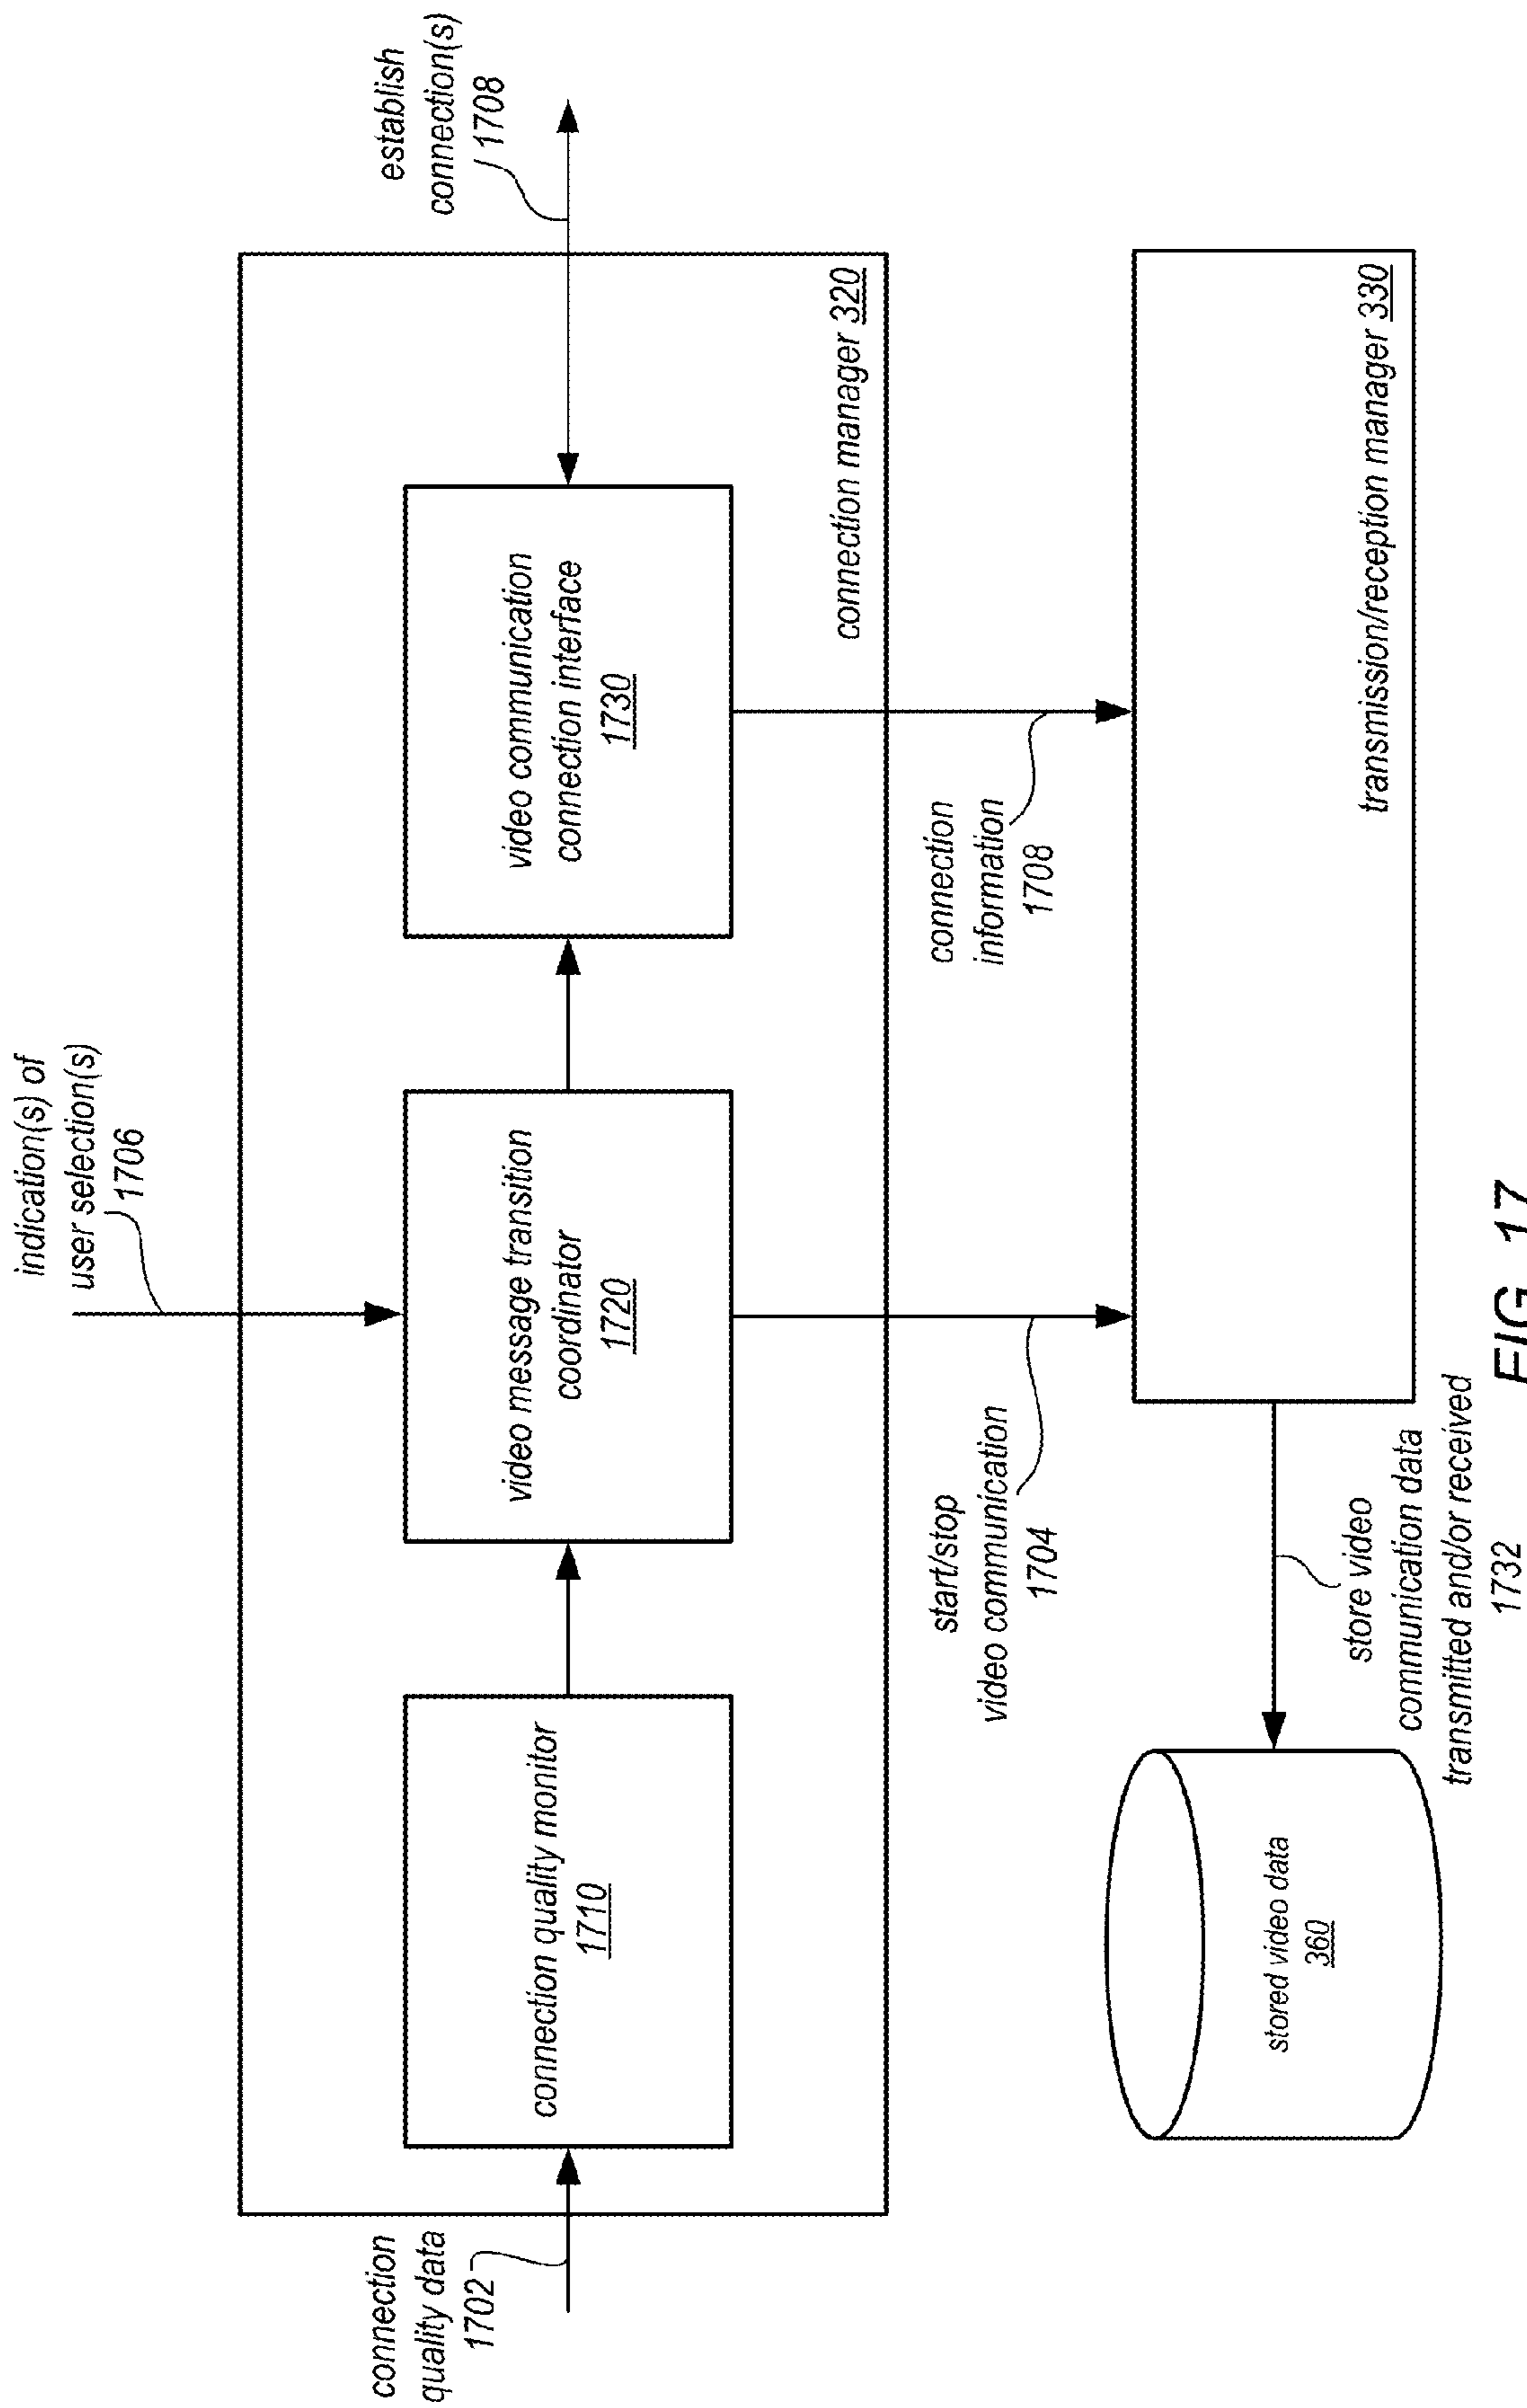 indication(s) of
user selection(s)
1706
establish
connection(s)
1708
connection
quality data
1702
connection quality monitor
1710
video message transition
coordinator
1720
video communication
connection interface
1730
connection manager 320
start/stop
video communication
1704
connection
information
1708
stored video data
360
store video
communication data
transmitted and/or received
1732
transmission/reception manager 330
FIG. 17